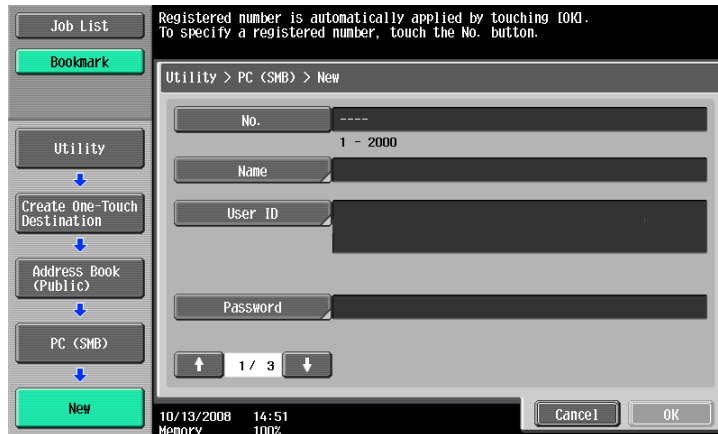 Job List
Bookmark
Registered number is automatically applied by touching [OK].
To specify a registered number, touch the No. button.
Utility > PC (SMB) > New
No.
----
1 - 2000
Name
User ID
Password
1/ 3
Utility
Create One-Touch
Destination
Address Book
(Public)
PC (SMB)
New
10/13/2008 14:51
Memory 100%
Cancel
OK